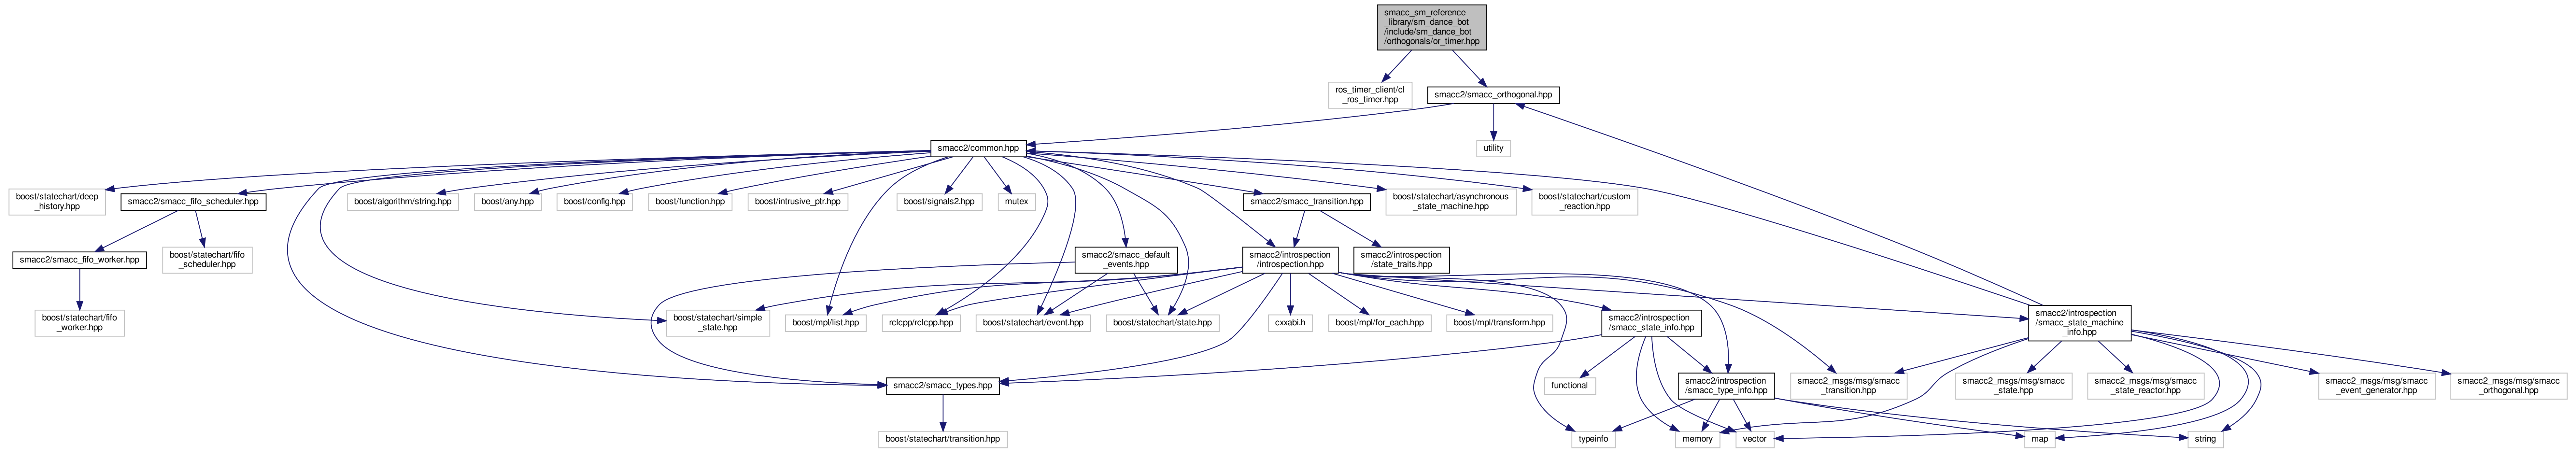 smacc_sm_reference
_library/sm_dance_bot
/include/sm_dance_bot
/orthogonals/or_timer.hpp
ros_timer_client/cl
_ros_timer.hpp
smacc2/smacc_orthogonal.hpp
smacc2/common.hpp
utility
boost/statechart/deep
_history.hpp
smacc2/smacc_fifo_scheduler.hpp
boost/algorithm/string.hpp
boost/any.hpp
boost/config.hpp
boost/function.hpp
boost/intrusive_ptr.hpp
boost/signals2.hpp
mutex
smacc2/smacc_transition.hpp
boost/statechart/asynchronous
_state_machine.hpp
boost/statechart/custom
_reaction.hpp
smacc2/smacc_fifo_worker.hpp
boost/statechart/fifo
_scheduler.hpp
smacc2/smacc_default
_events.hpp
smacc2/introspection
/introspection.hpp
smacc2/introspection
/state_traits.hpp
boost/statechart/fifo
_worker.hpp
boost/statechart/simple
_state.hpp
boost/mpl/list.hpp
rclcpp/rclcpp.hpp
boost/statechart/event.hpp
boost/statechart/state.hpp
cxxabi.h
boost/mpl/for_each.hpp
boost/mpl/transform.hpp
smacc2/introspection
/smacc_state_info.hpp
smacc2/introspection
/smacc_state_machine
_info.hpp
smacc2/smacc_types.hpp
functional
smacc2/introspection
/smacc_type_info.hpp
smacc2_msgs/msg/smacc
_transition.hpp
smacc2_msgs/msg/smacc
_state.hpp
smacc2_msgs/msg/smacc
_state_reactor.hpp
smacc2_msgs/msg/smacc
_event_generator.hpp
smacc2_msgs/msg/smacc
_orthogonal.hpp
boost/statechart/transition.hpp
typeinfo
memory
vector
map
string